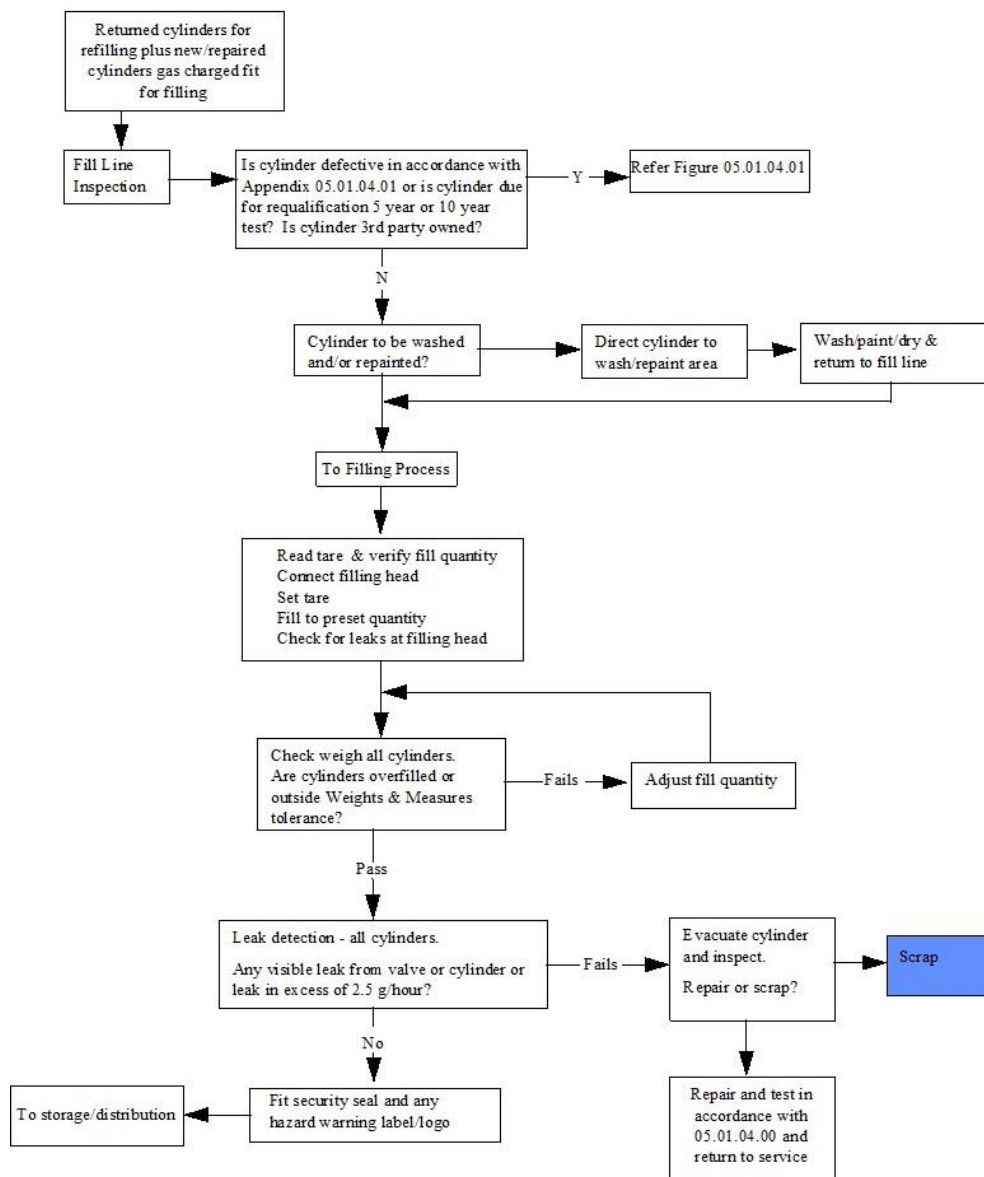 Returned cylinders for
refilling plus new/repaired
cylinders gas charged fit
for filling
Fill Line
Inspection
Is cylinder defective in accordance with
Appendix 05.01.04.01 or is cylinder due
for requalification 5 year or 10 year
test? Is cylinder 3rd party owned?
Y
Refer Figure 05.01.04.01
N
Cylinder to be washed
and/or repainted?
Direct cylinder to
wash/repaint area
Wash/paint/dry &
return to fill line
To Filling Process
Read tare & verify fill quantity
Connect filling head
Set tare
Fill to preset quantity
Check for leaks at filling head
Check weigh all cylinders.
Are cylinders overfilled or
outside Weights & Measures
tolerance?
Fails
Adjust fill quantity
Pass
Leak detection - all cylinders.
Any visible leak from valve or cylinder or
leak in excess of 2.5 g/hour?
Fails
Evacuate cylinder
and inspect.
Repair or scrap?
Scrap
No
Fit security seal and any
hazard warning label/logo
To storage/distribution
Repair and test in
accordance with
05.01.04.00 and
return to service